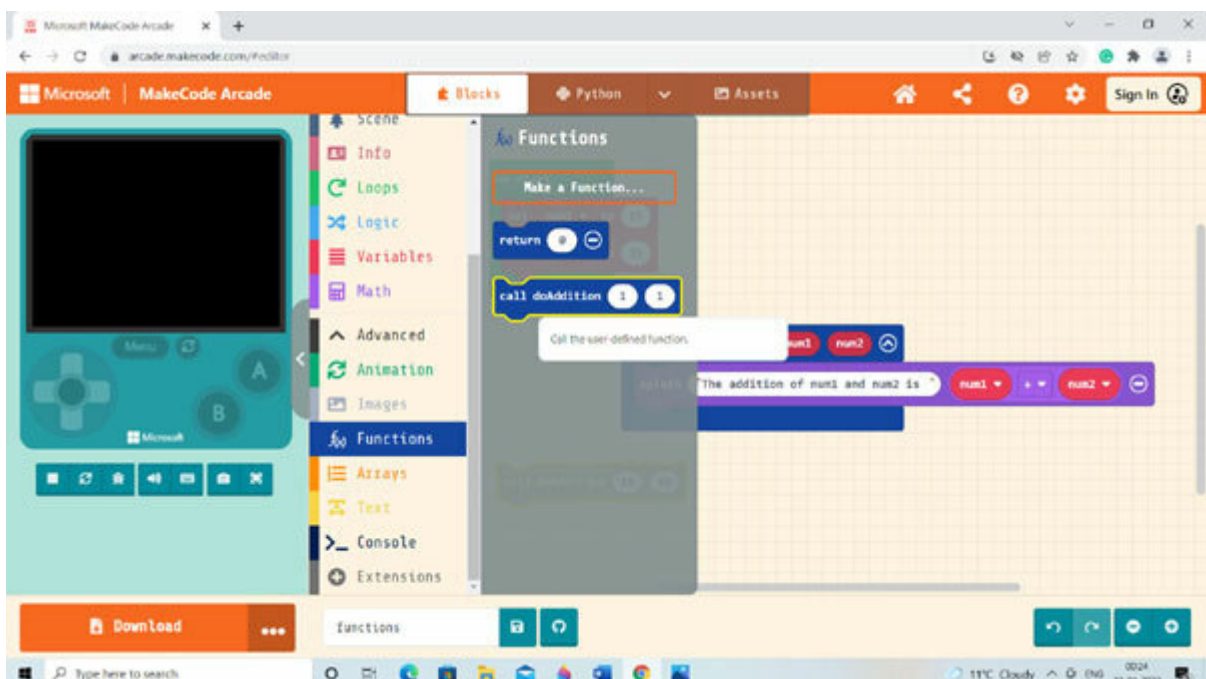 Microsoft MakeCode Arcade
arcade.makecode.com/#editor
Microsoft | MakeCode Arcade
Blocks
Python
Assets
Sign In
Menu
A
B
Microsoft
Scene
Info
Loops
Logic
Variables
Math
Advanced
Animation
Images
Functions
Arrays
Text
Console
Extensions
Functions
Make a Function...
return 0
call doAddition 1 1
Call the user-defined function.
num1 num2
"The addition of num1 and num2 is " num1 + num2
Download
functions
Type here to search
11°C Cloudy
ENG
00:24